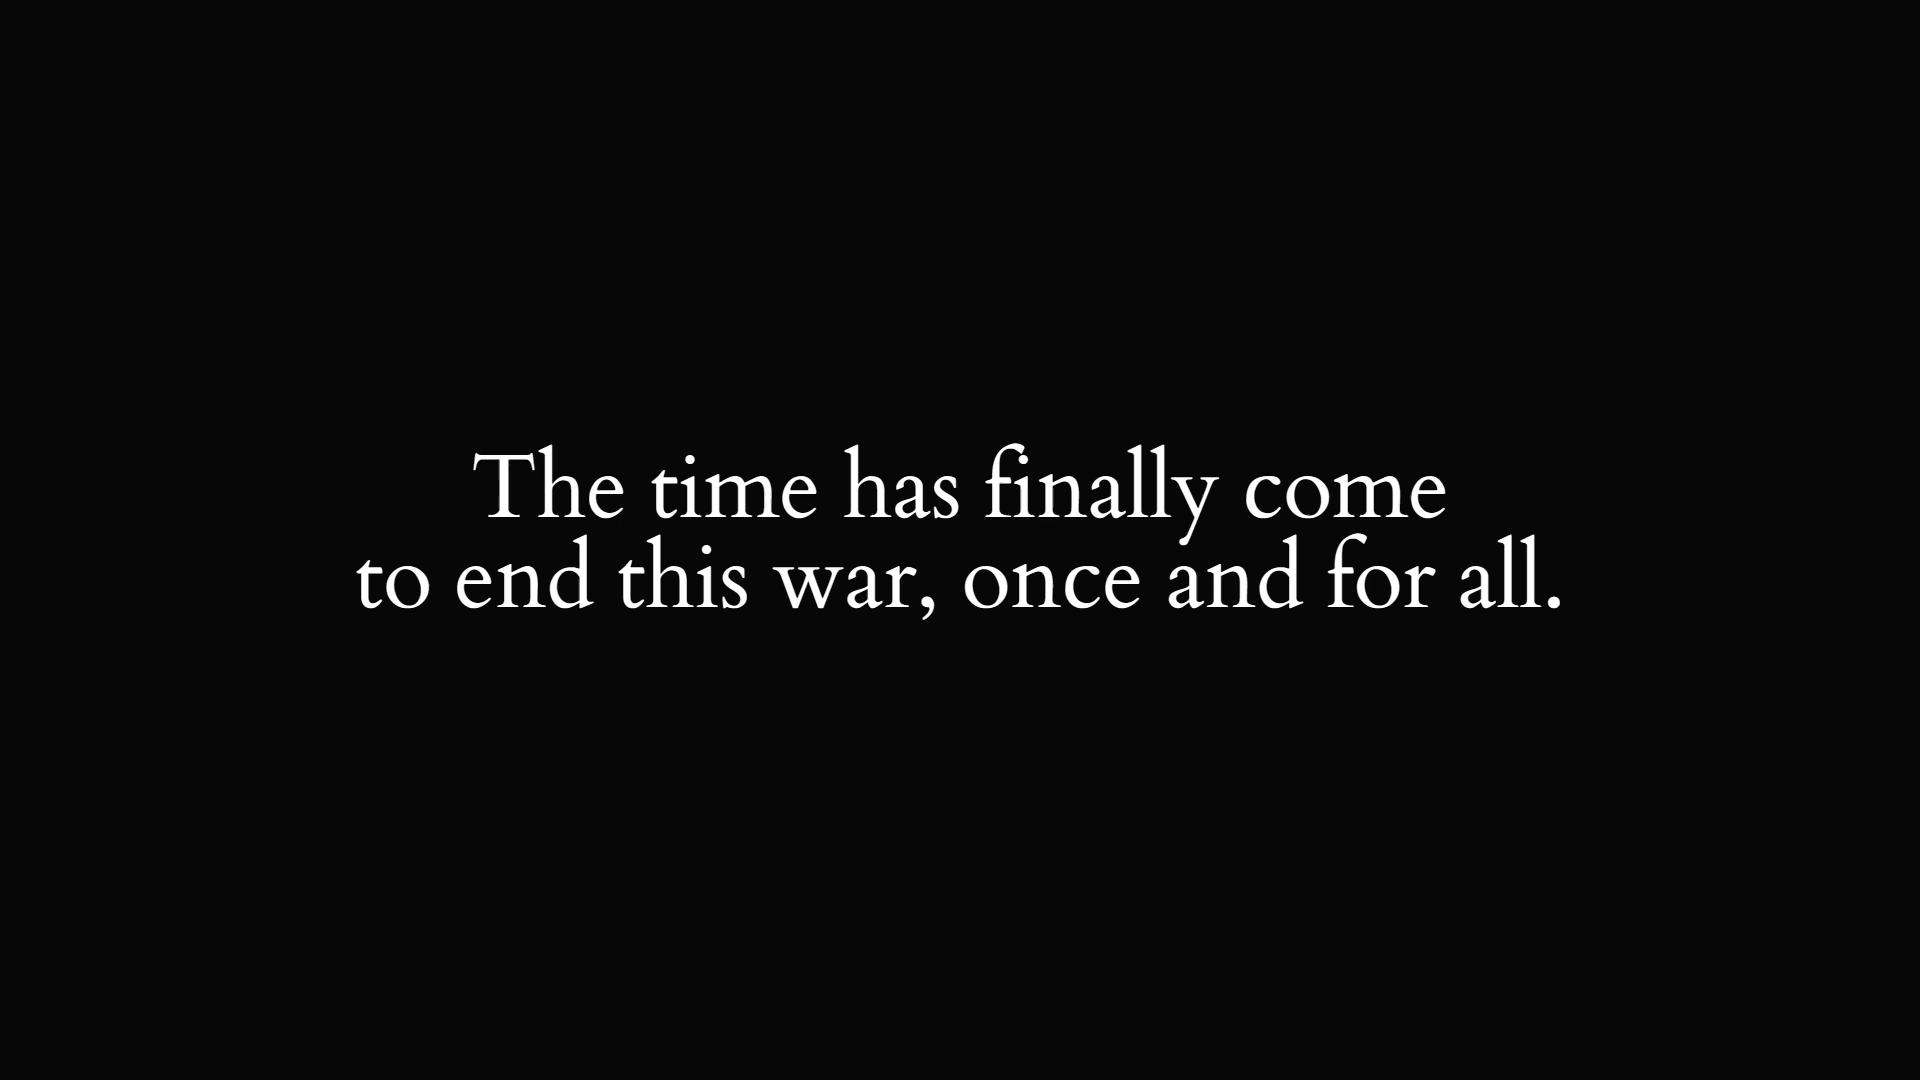 The time has finally come
to end this war, once and for all.